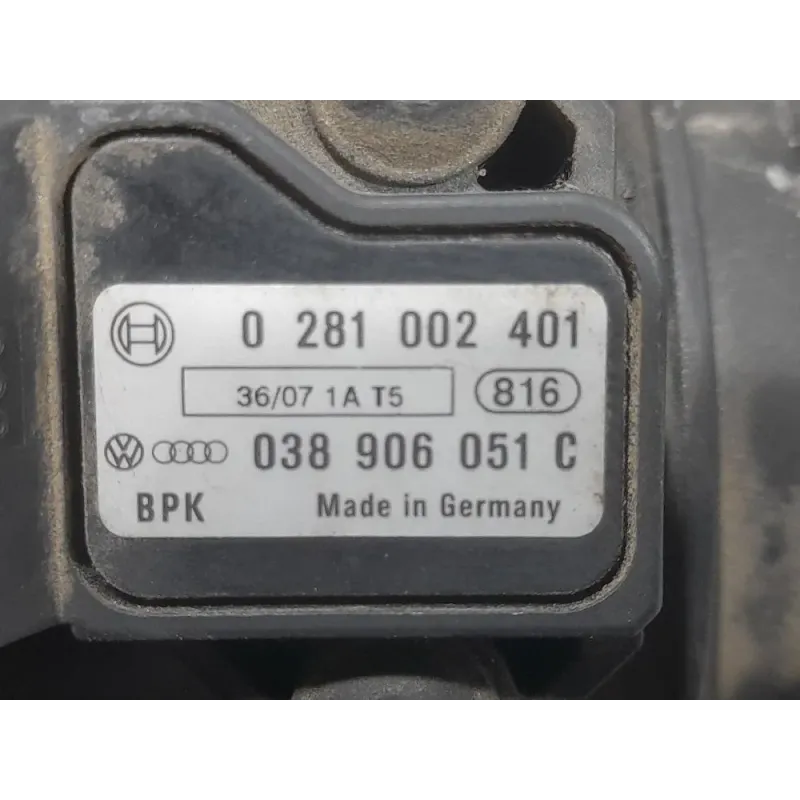 0 281 002 401
36/07 1A T5 816
038 906 051 C
BPK Made in Germany